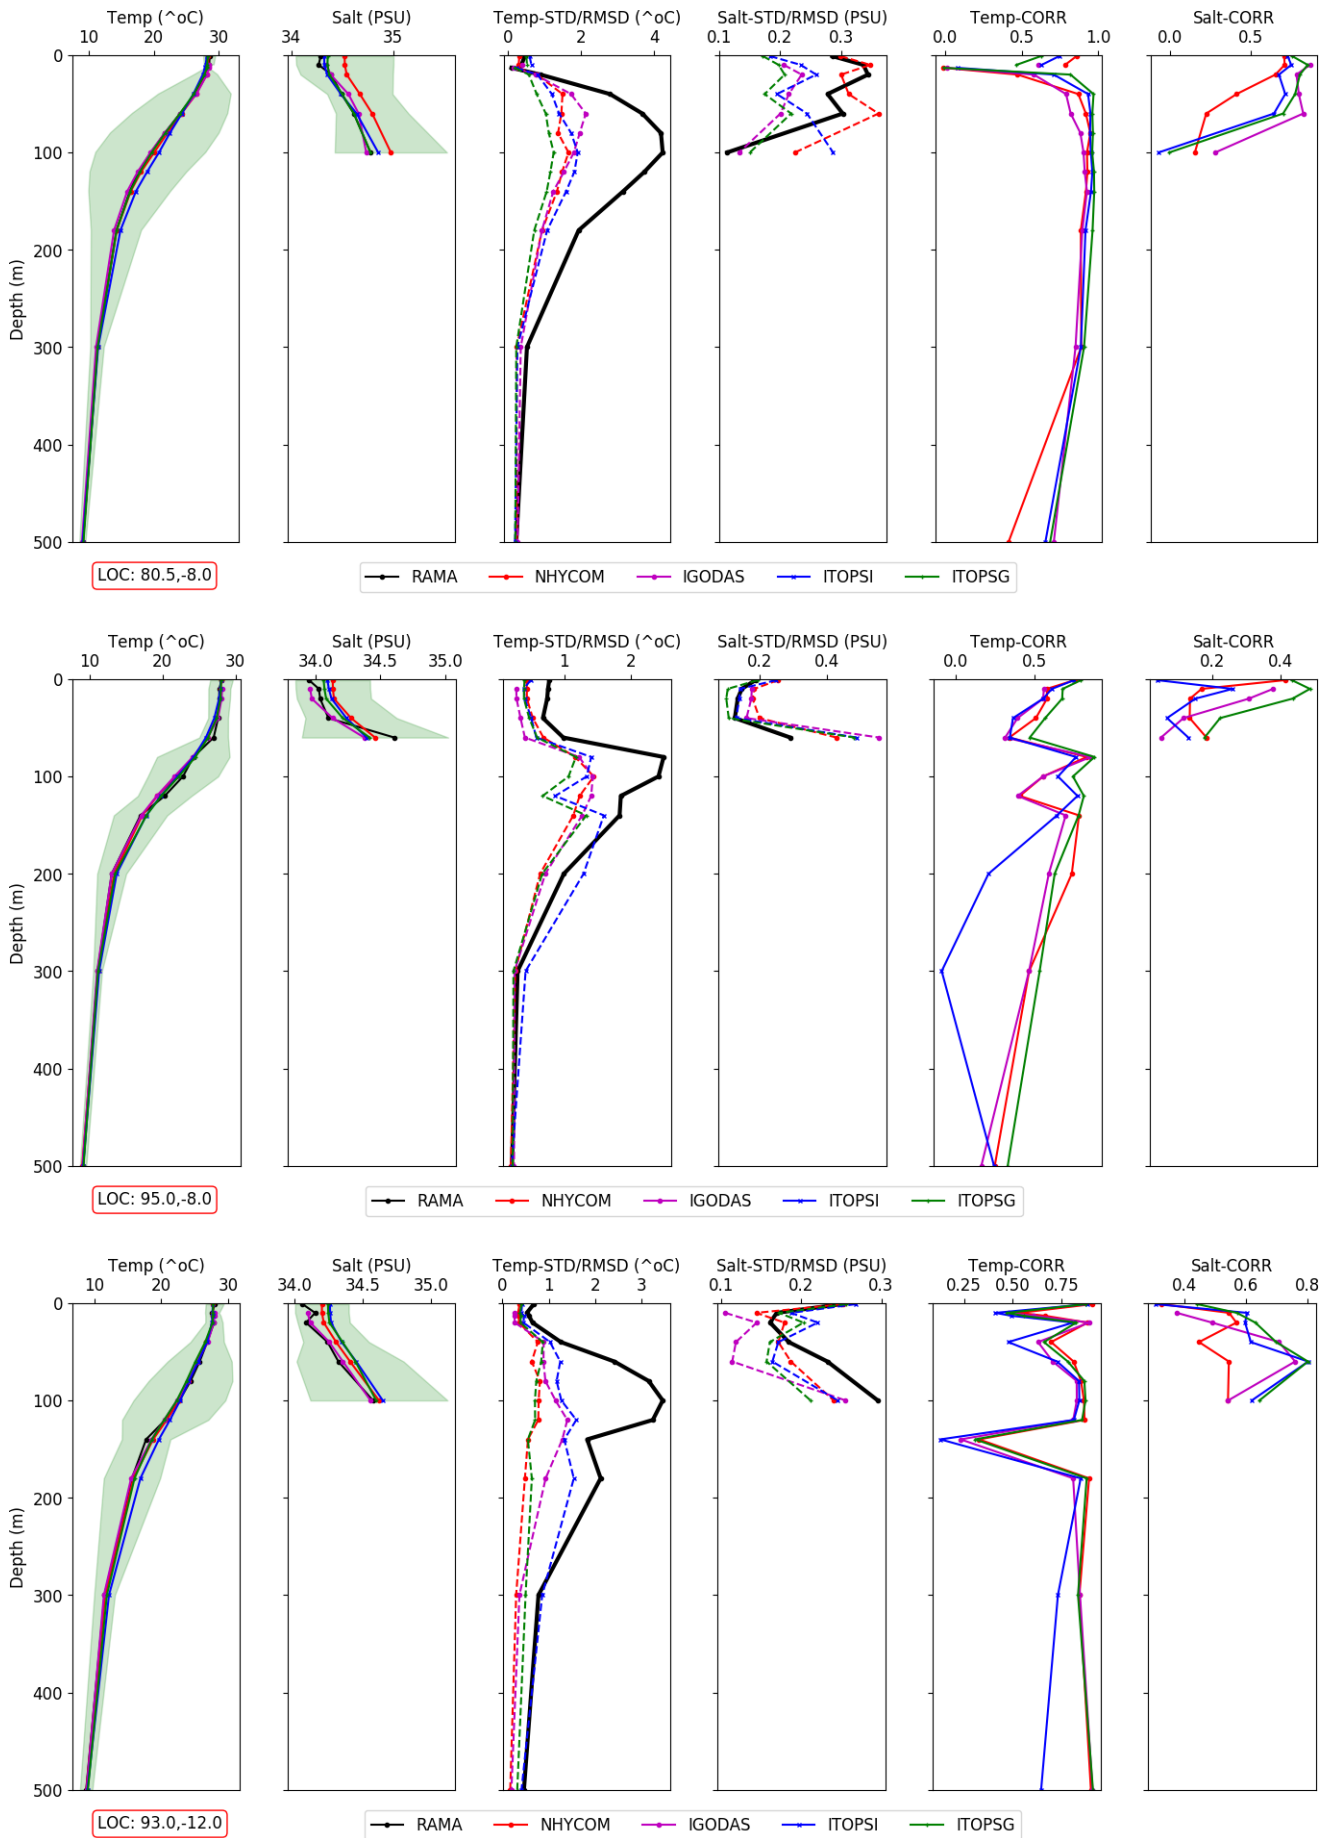 Temp (^oC) Salt (PSU) Temp-STD/RMSD (^oC) Salt-STD/RMSD (PSU) Temp-CORR Salt-CORR
10 20 30 34 35 0 2 4 0.1 0.2 0.3 0.0 0.5 1.0 0.0 0.5
0
100
200
300
400
500
Depth (m)
LOC: 80.5,-8.0 RAMA NHYCOM IGODAS ITOPSI ITOPSG
Temp (^oC) Salt (PSU) Temp-STD/RMSD (^oC) Salt-STD/RMSD (PSU) Temp-CORR Salt-CORR
10 20 30 34.0 34.5 35.0 1 2 0.2 0.4 0.0 0.5 0.2 0.4
0
100
200
300
400
500
Depth (m)
LOC: 95.0,-8.0 RAMA NHYCOM IGODAS ITOPSI ITOPSG
Temp (^oC) Salt (PSU) Temp-STD/RMSD (^oC) Salt-STD/RMSD (PSU) Temp-CORR Salt-CORR
10 20 30 34.0 34.5 35.0 0 1 2 3 0.1 0.2 0.3 0.25 0.50 0.75 0.4 0.6 0.8
0
100
200
300
400
500
Depth (m)
LOC: 93.0,-12.0 RAMA NHYCOM IGODAS ITOPSI ITOPSG